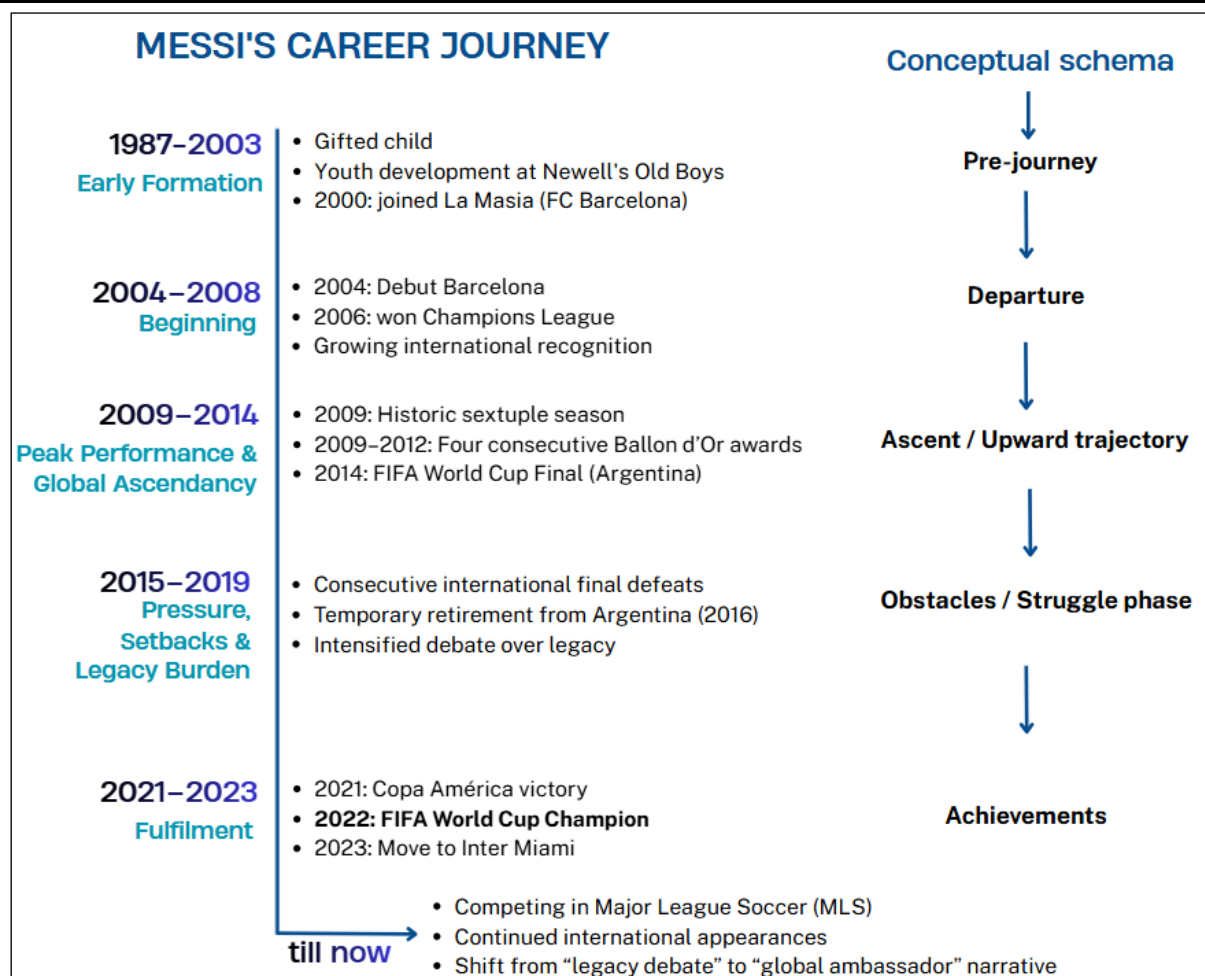 MESSI'S CAREER JOURNEY
Conceptual schema
1987–2003
Early Formation
• Gifted child
• Youth development at Newell's Old Boys
• 2000: joined La Masia (FC Barcelona)
Pre-journey
2004–2008
Beginning
• 2004: Debut Barcelona
• 2006: won Champions League
• Growing international recognition
Departure
2009–2014
Peak Performance &
Global Ascendancy
• 2009: Historic sextuple season
• 2009–2012: Four consecutive Ballon d’Or awards
• 2014: FIFA World Cup Final (Argentina)
Ascent / Upward trajectory
2015–2019
Pressure,
Setbacks &
Legacy Burden
• Consecutive international final defeats
• Temporary retirement from Argentina (2016)
• Intensified debate over legacy
Obstacles / Struggle phase
2021–2023
Fulfilment
• 2021: Copa América victory
• 2022: FIFA World Cup Champion
• 2023: Move to Inter Miami
Achievements
till now
• Competing in Major League Soccer (MLS)
• Continued international appearances
• Shift from “legacy debate” to “global ambassador” narrative